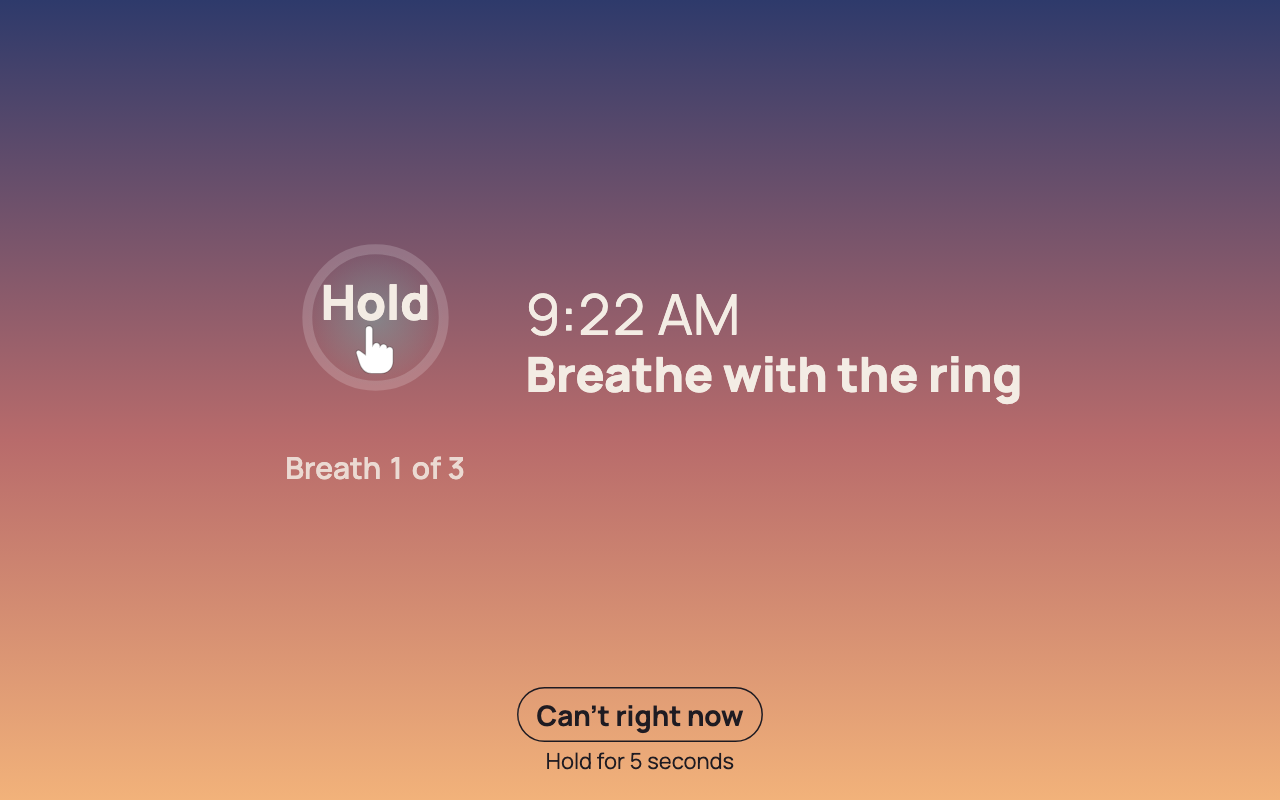 Hold
9:22 AM
Breathe with the ring
Breath 1 of 3
Can’t right now
Hold for 5 seconds